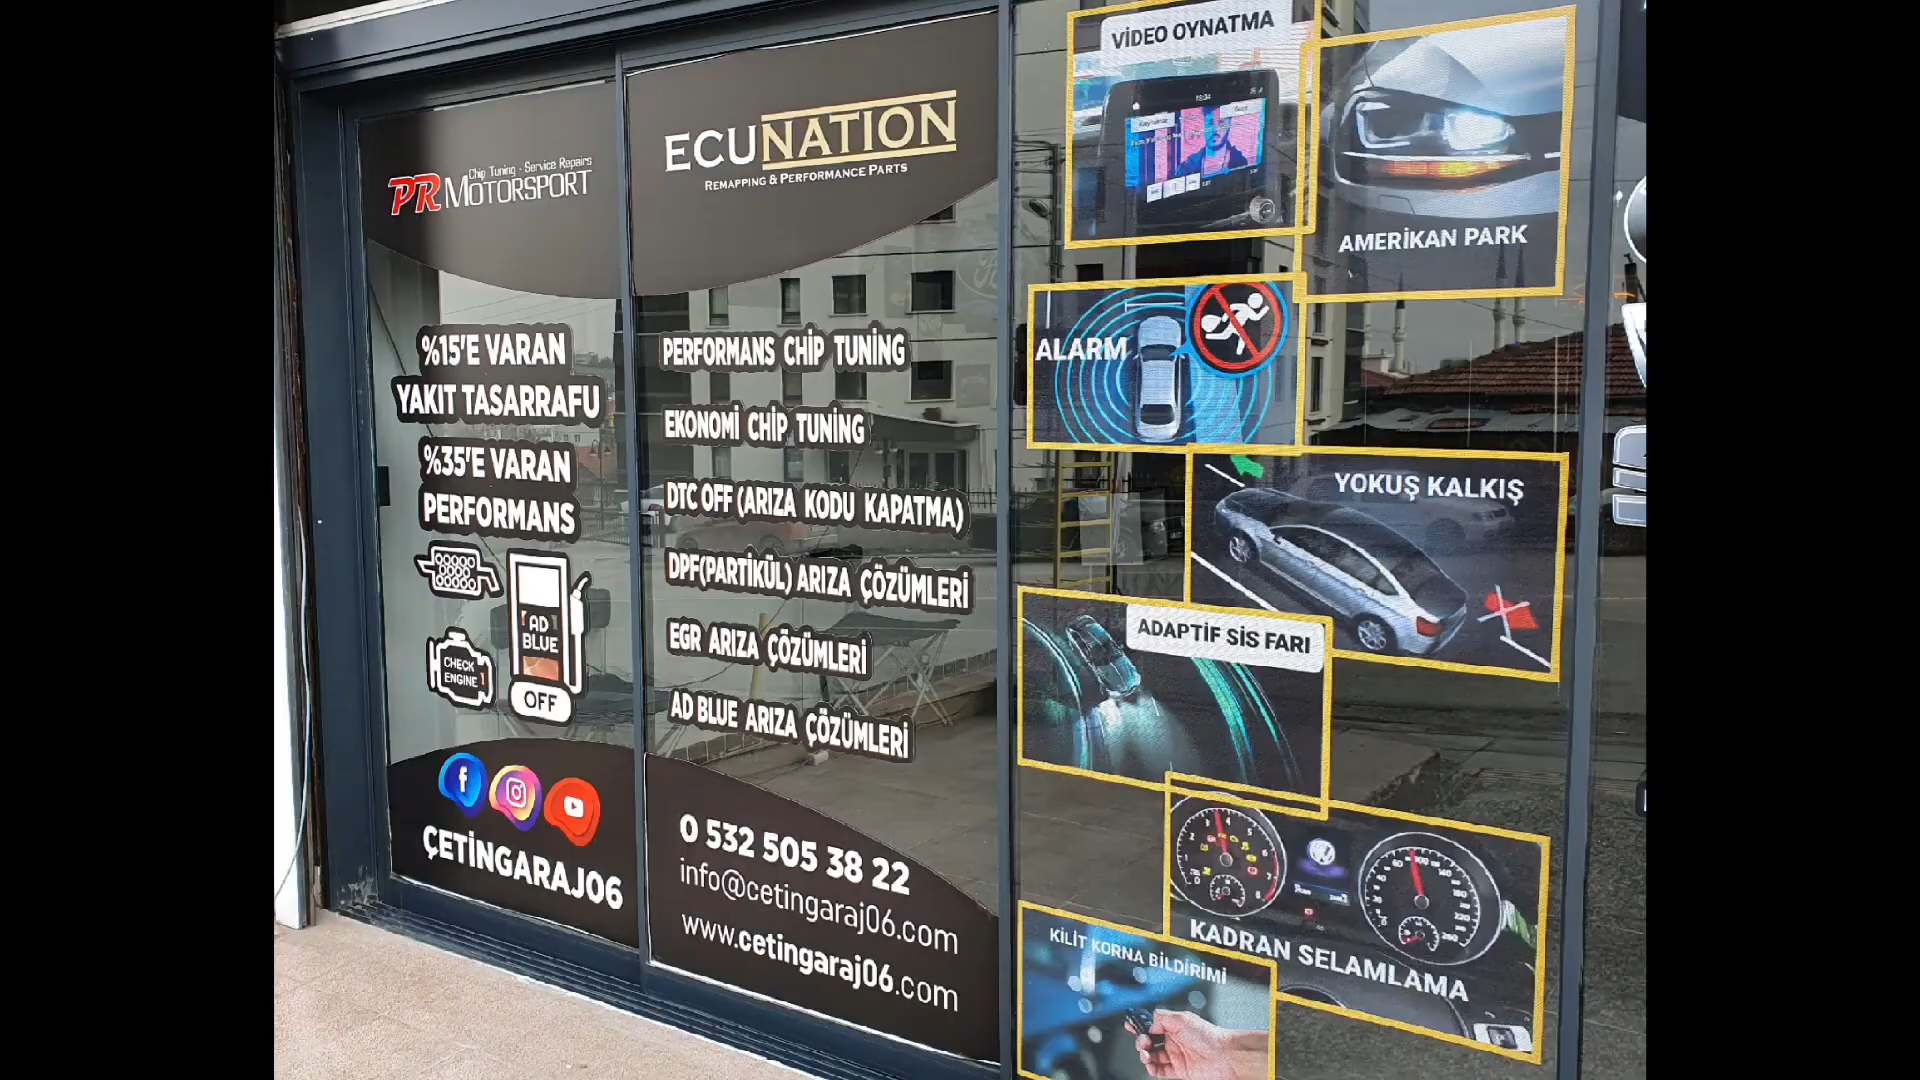 Chip Tuning - Service Repairs
PR MOTORSPORT
ECUNATION
REMAPPING & PERFORMANCE PARTS
%15'E VARAN
YAKIT TASARRAFU
%35'E VARAN
PERFORMANS
AD
BLUE
CHECK
ENGINE
OFF
ÇETİNGARAJ06
PERFORMANS CHİP TUNİNG
EKONOMİ CHİP TUNİNG
DTC OFF (ARIZA KODU KAPATMA)
DPF(PARTİKÜL) ARIZA ÇÖZÜMLERİ
EGR ARIZA ÇÖZÜMLERİ
AD BLUE ARIZA ÇÖZÜMLERİ
0 532 505 38 22
info@cetingaraj06.com
www.cetingaraj06.com
VİDEO OYNATMA
AMERİKAN PARK
ALARM
YOKUŞ KALKIŞ
ADAPTİF SİS FARI
KADRAN SELAMLAMA
KİLİT KORNA BİLDİRİMİ